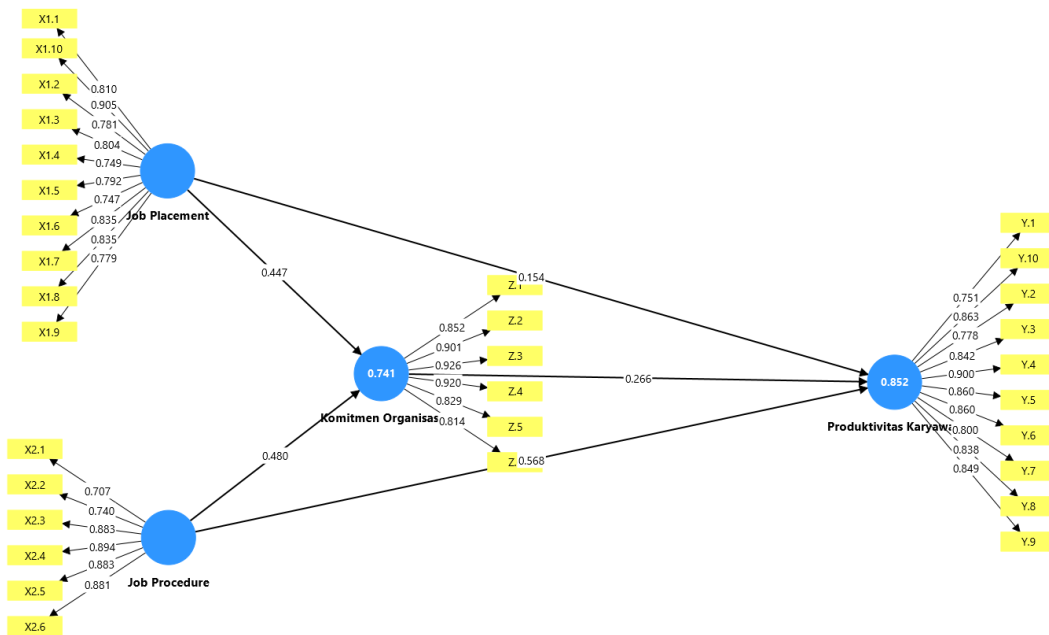 X1.1
X1.10
X1.2
X1.3
X1.4
X1.5
X1.6
X1.7
X1.8
X1.9
0.810
0.905
0.781
0.804
0.749
0.792
0.747
0.835
0.835
0.779
Job Placement
0.447
0.154
Z.1
Z.2
Z.3
Z.4
Z.5
Z.
0.852
0.901
0.926
0.920
0.829
0.814
0.741
Komitmen Organisas
0.266
0.480
0.568
X2.1
X2.2
X2.3
X2.4
X2.5
X2.6
0.707
0.740
0.883
0.894
0.883
0.881
Job Procedure
0.852
Produktivitas Karyaw
0.751
0.863
0.778
0.842
0.900
0.860
0.860
0.800
0.838
0.849
Y.1
Y.10
Y.2
Y.3
Y.4
Y.5
Y.6
Y.7
Y.8
Y.9